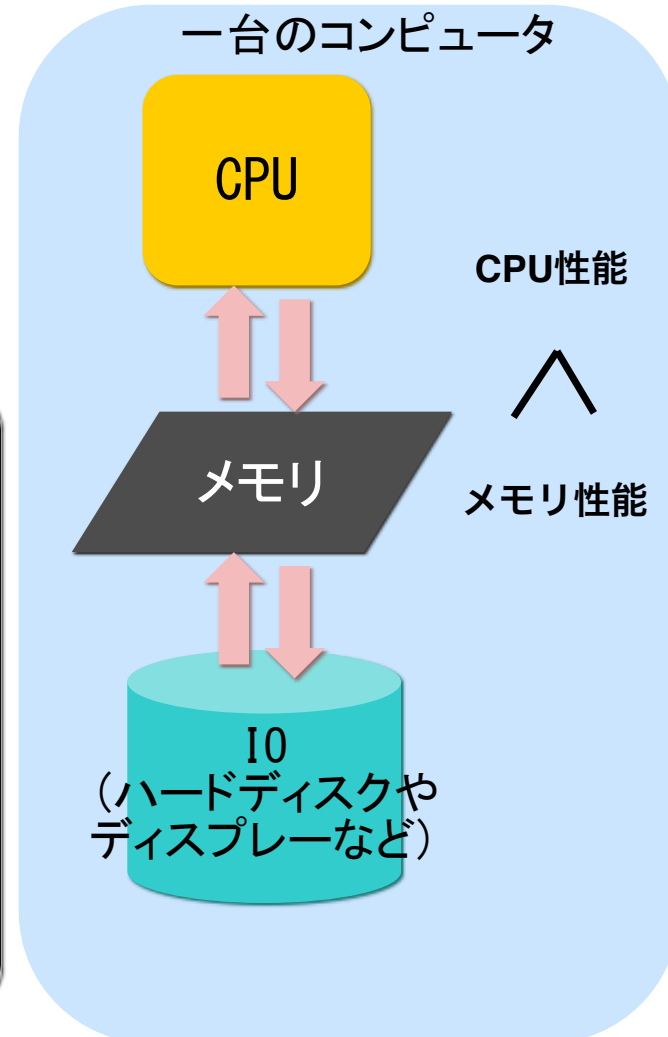 一台のコンピュータ
CPU
CPU性能
メモリ
メモリ性能
IO
(ハードディスクや
ディスプレーなど)